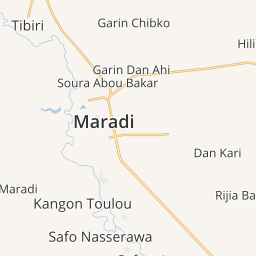 Tibiri
Garin Chibko
Hili
Garin Dan Ahi
Soura Abou Bakar
Maradi
Dan Kari
Maradi
Rijia Ba
Kangon Toulou
Safo Nasserawa